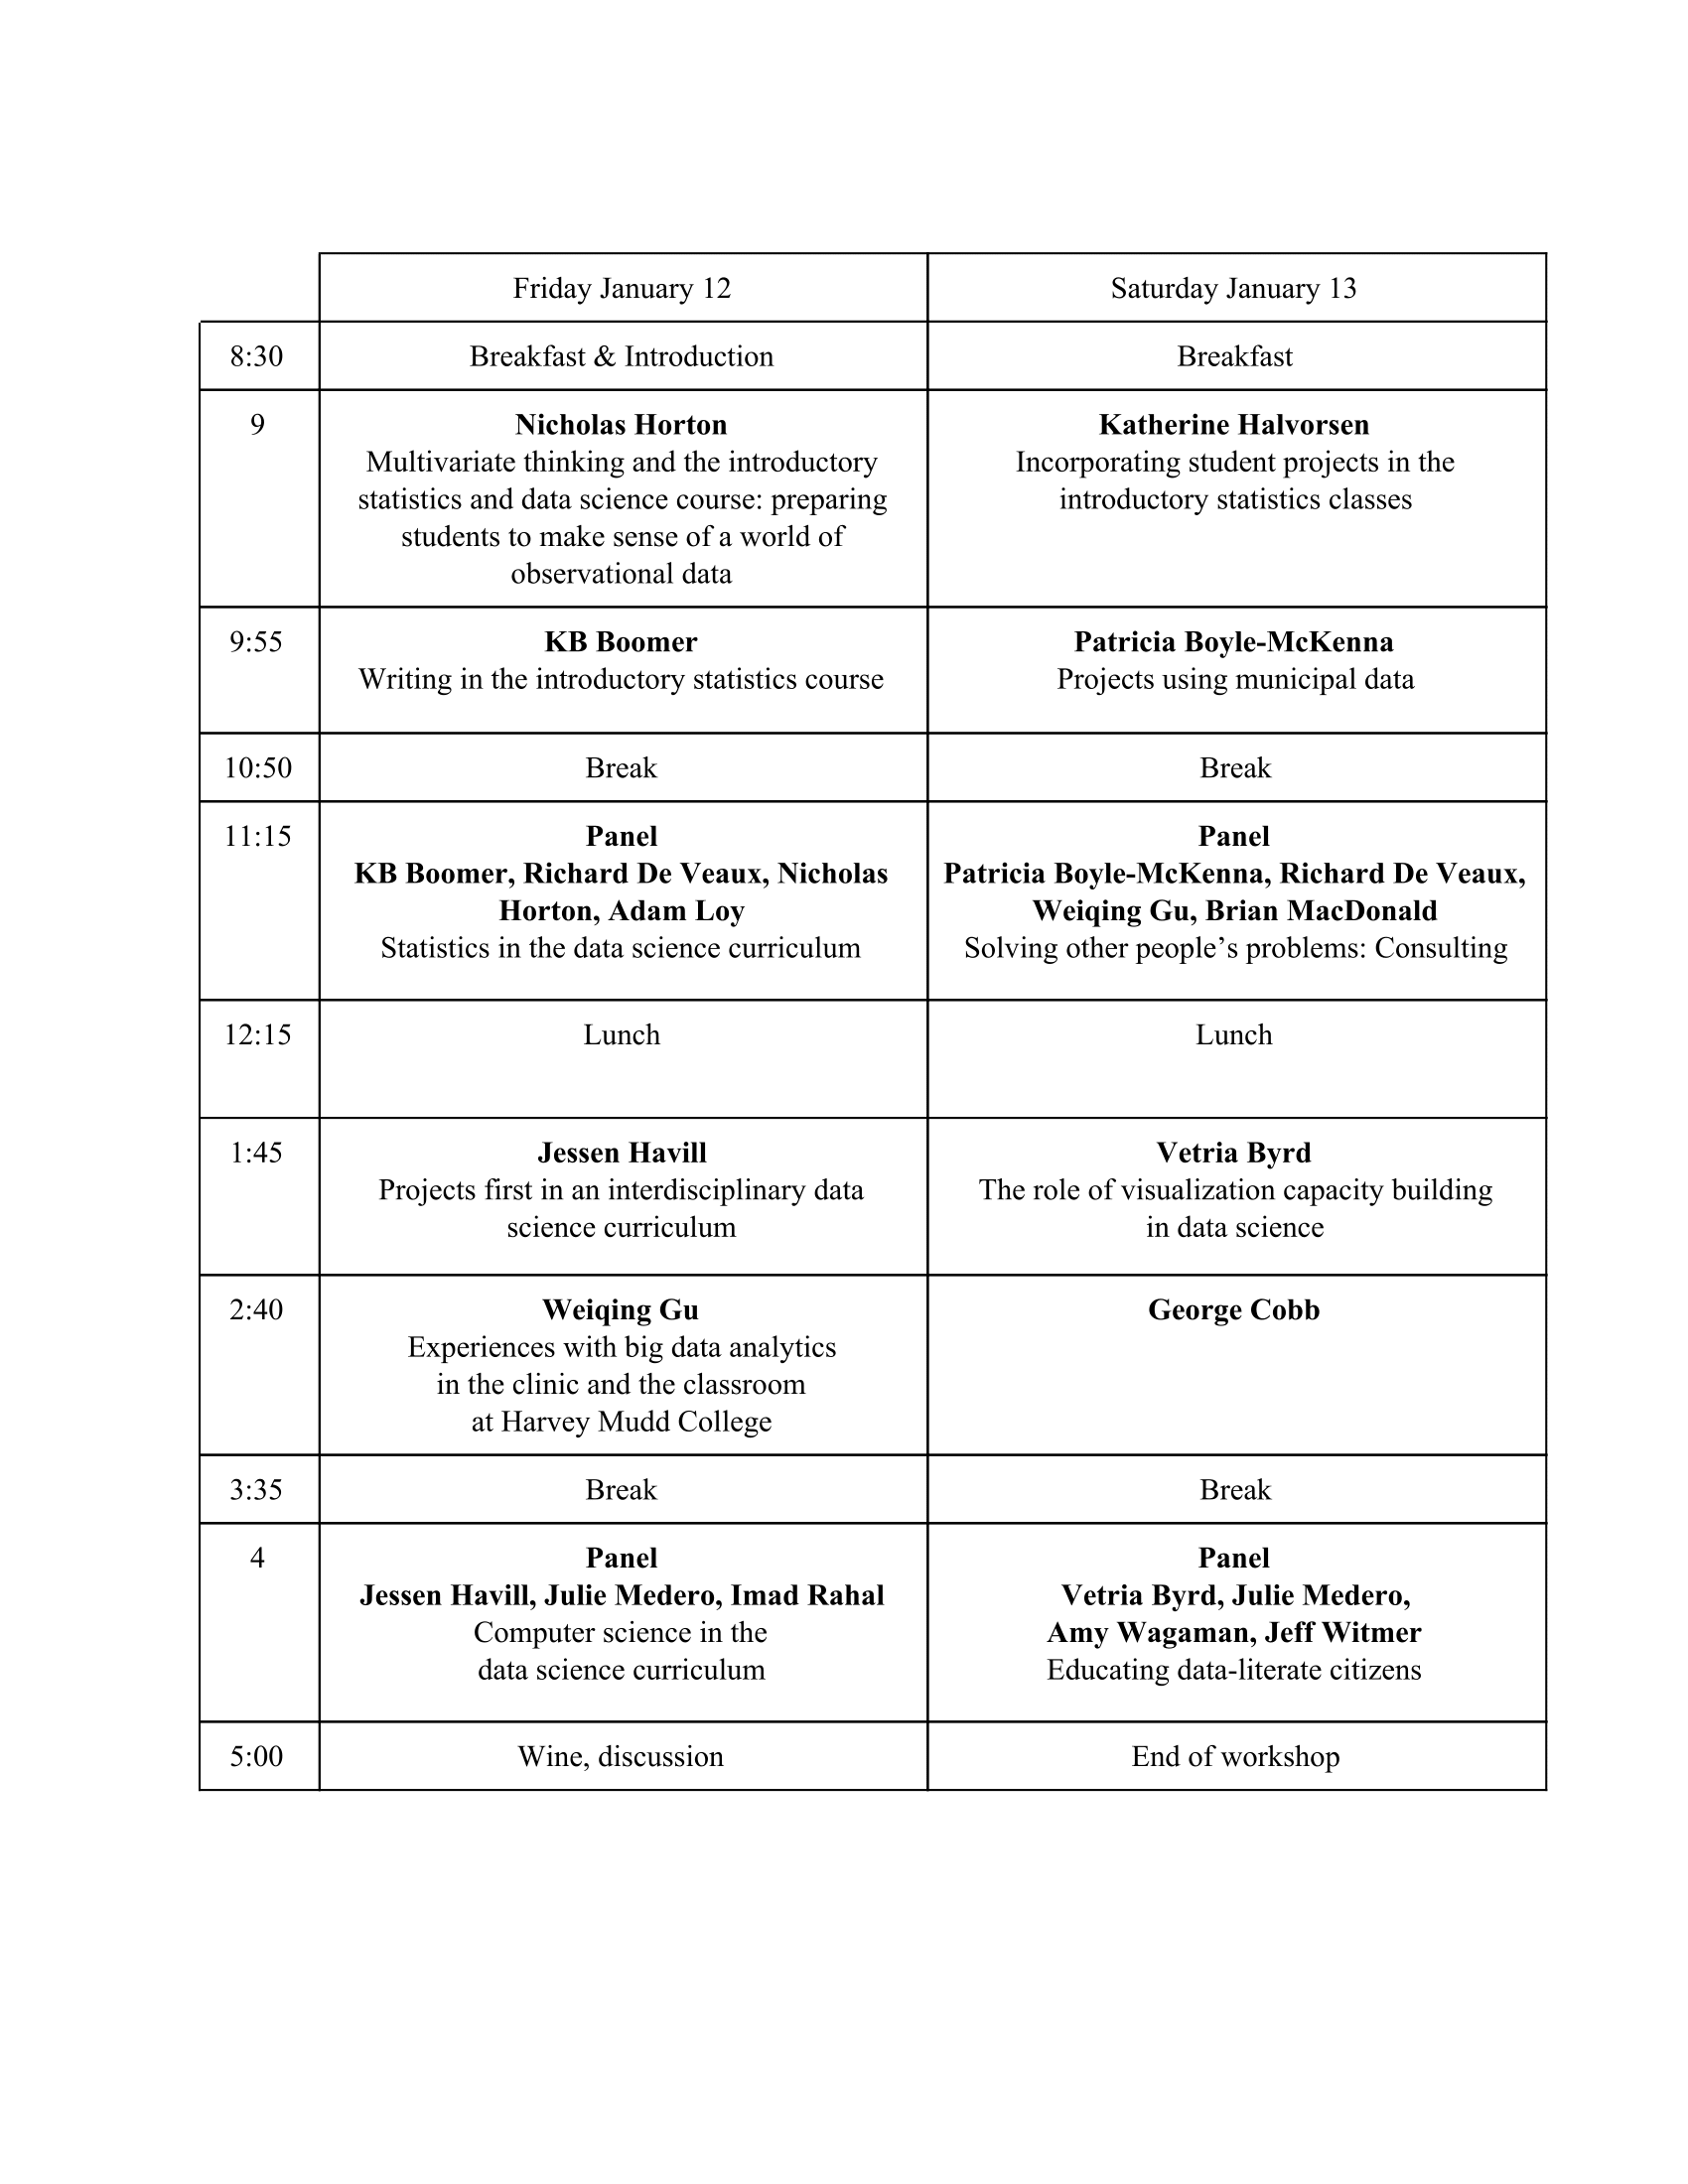 Friday January 12
Saturday January 13
8:30
Breakfast & Introduction
Breakfast
9
Nicholas Horton
Multivariate thinking and the introductory
statistics and data science course: preparing
students to make sense of a world of
observational data
Katherine Halvorsen
Incorporating student projects in the
introductory statistics classes
9:55
KB Boomer
Writing in the introductory statistics course
Patricia Boyle-McKenna
Projects using municipal data
10:50
Break
Break
11:15
Panel
KB Boomer, Richard De Veaux, Nicholas
Horton, Adam Loy
Statistics in the data science curriculum
Panel
Patricia Boyle-McKenna, Richard De Veaux,
Weiqing Gu, Brian MacDonald
Solving other people’s problems: Consulting
12:15
Lunch
Lunch
1:45
Jessen Havill
Projects first in an interdisciplinary data
science curriculum
Vetria Byrd
The role of visualization capacity building
in data science
2:40
Weiqing Gu
Experiences with big data analytics
in the clinic and the classroom
at Harvey Mudd College
George Cobb
3:35
Break
Break
4
Panel
Jessen Havill, Julie Medero, Imad Rahal
Computer science in the
data science curriculum
Panel
Vetria Byrd, Julie Medero,
Amy Wagaman, Jeff Witmer
Educating data-literate citizens
5:00
Wine, discussion
End of workshop